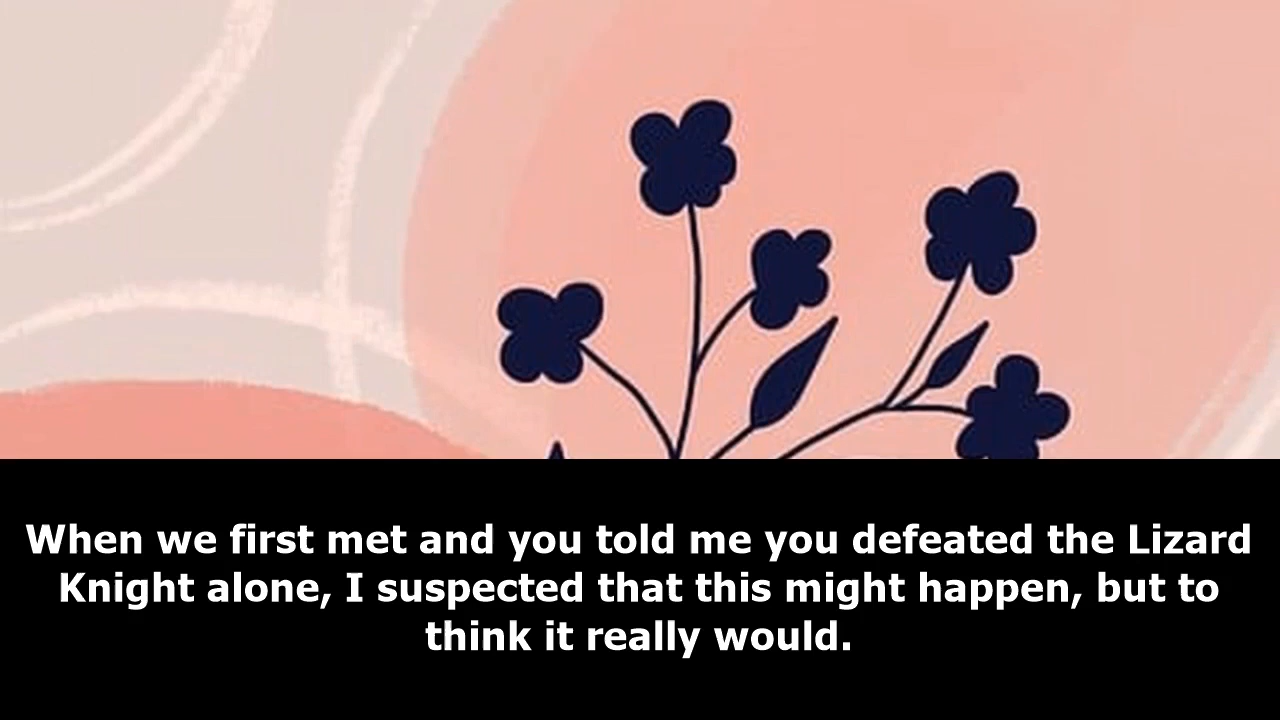 When we first met and you told me you defeated the Lizard
Knight alone, I suspected that this might happen, but to
think it really would.